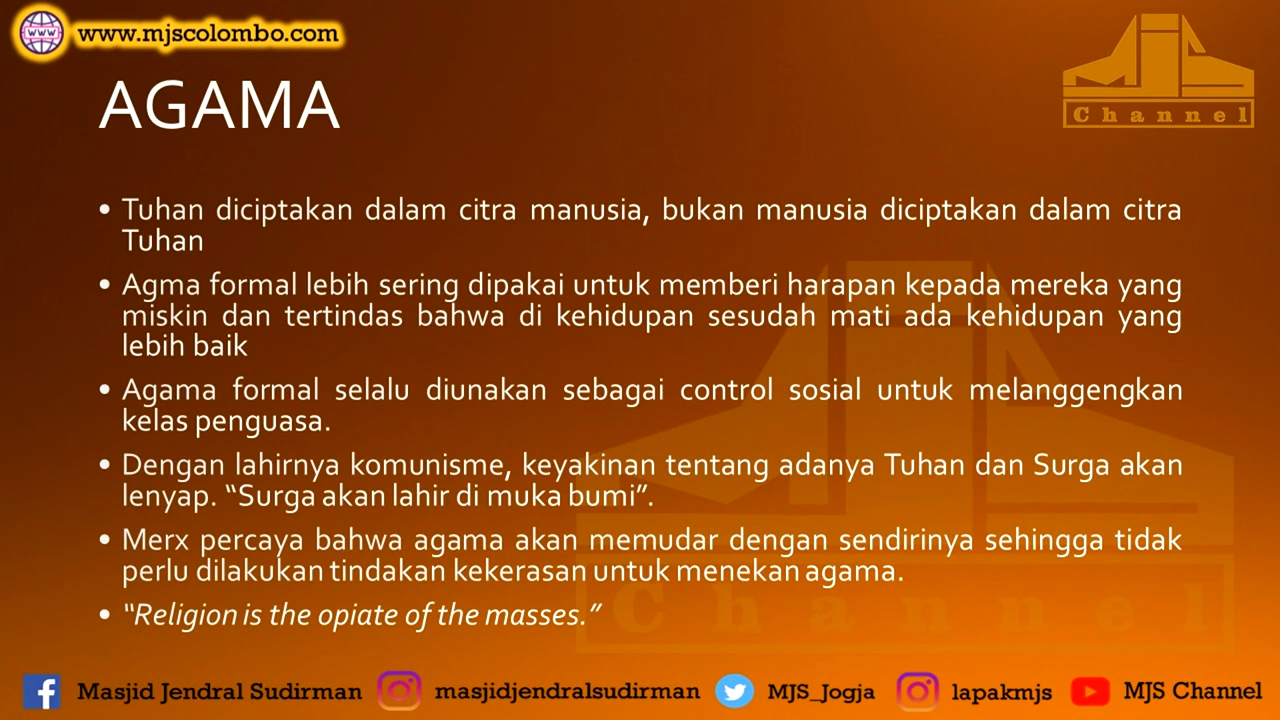 www.mjscolombo.com
MJS
Channel
AGAMA
• Tuhan diciptakan dalam citra manusia, bukan manusia diciptakan dalam citra
Tuhan
• Agma formal lebih sering dipakai untuk memberi harapan kepada mereka yang
miskin dan tertindas bahwa di kehidupan sesudah mati ada kehidupan yang
lebih baik
• Agama formal selalu diunakan sebagai control sosial untuk melanggengkan
kelas penguasa.
• Dengan lahirnya komunisme, keyakinan tentang adanya Tuhan dan Surga akan
lenyap. “Surga akan lahir di muka bumi”.
• Merx percaya bahwa agama akan memudar dengan sendirinya sehingga tidak
perlu dilakukan tindakan kekerasan untuk menekan agama.
• “Religion is the opiate of the masses.”
Channel
Masjid Jendral Sudirman masjidjendralsudirman MJS_Jogja lapakmjs MJS Channel